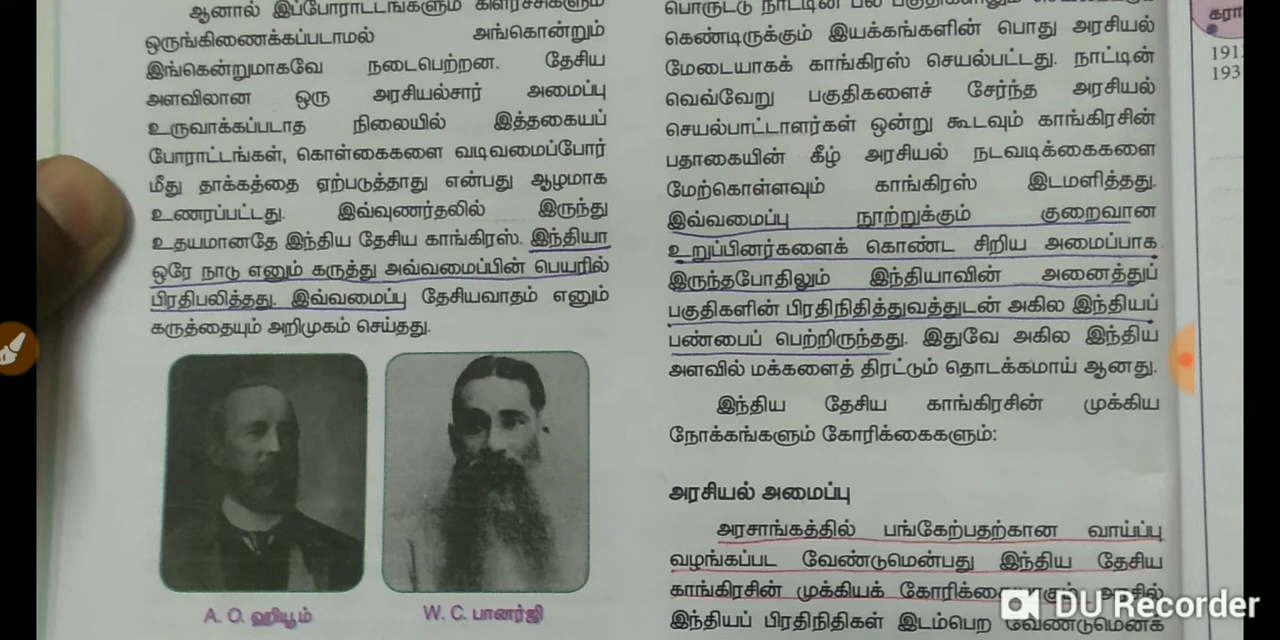 ஆனால் இப்போராட்டங்களும் கிளர்ச்சிகளும்
ஒருங்கிணைக்கப்படாமல் அங்கொன்றும்
இங்கென்றுமாகவே நடைபெற்றன. தேசிய
அளவிலான ஒரு அரசியல்சார் அமைப்பு
உருவாக்கப்படாத நிலையில் இத்தகையப்
போராட்டங்கள், கொள்கைகளை வடிவமைப்போர்
மீது தாக்கத்தை ஏற்படுத்தாது என்பது ஆழமாக
உணரப்பட்டது. இவ்வுணர்தலில் இருந்து
உதயமானதே இந்திய தேசிய காங்கிரஸ். இந்தியா
ஒரே நாடு எனும் கருத்து அவ்வமைப்பின் பெயரில்
பிரதிபலித்தது. இவ்வமைப்பு தேசியவாதம் எனும்
கருத்தையும் அறிமுகம் செய்தது.
A. O. ஹியூம்
W. C. பானர்ஜி
பொருட்டு நாட்டின் பல பகுதிகளிலும்
கெண்டிருக்கும் இயக்கங்களின் பொது அரசியல்
மேடையாகக் காங்கிரஸ் செயல்பட்டது. நாட்டின்
வெவ்வேறு பகுதிகளைச் சேர்ந்த அரசியல்
செயல்பாட்டாளர்கள் ஒன்று கூடவும் காங்கிரசின்
பதாகையின் கீழ் அரசியல் நடவடிக்கைகளை
மேற்கொள்ளவும் காங்கிரஸ் இடமளித்தது.
இவ்வமைப்பு நூற்றுக்கும் குறைவான
உறுப்பினர்களைக் கொண்ட சிறிய அமைப்பாக
இருந்தபோதிலும் இந்தியாவின் அனைத்துப்
பகுதிகளின் பிரதிநிதித்துவத்துடன் அகில இந்தியப்
பண்பைப் பெற்றிருந்தது. இதுவே அகில இந்திய
அளவில் மக்களைத் திரட்டும் தொடக்கமாய் ஆனது.
இந்திய தேசிய காங்கிரசின் முக்கிய
நோக்கங்களும் கோரிக்கைகளும்:
அரசியல் அமைப்பு
அரசாங்கத்தில் பங்கேற்பதற்கான வாய்ப்பு
வழங்கப்பட வேண்டுமென்பது இந்திய தேசிய
காங்கிரசின் முக்கியக்
இந்தியப் பிரதிநிதிகள் இடம்பெற வேண்டுமெனக்
DU Recorder